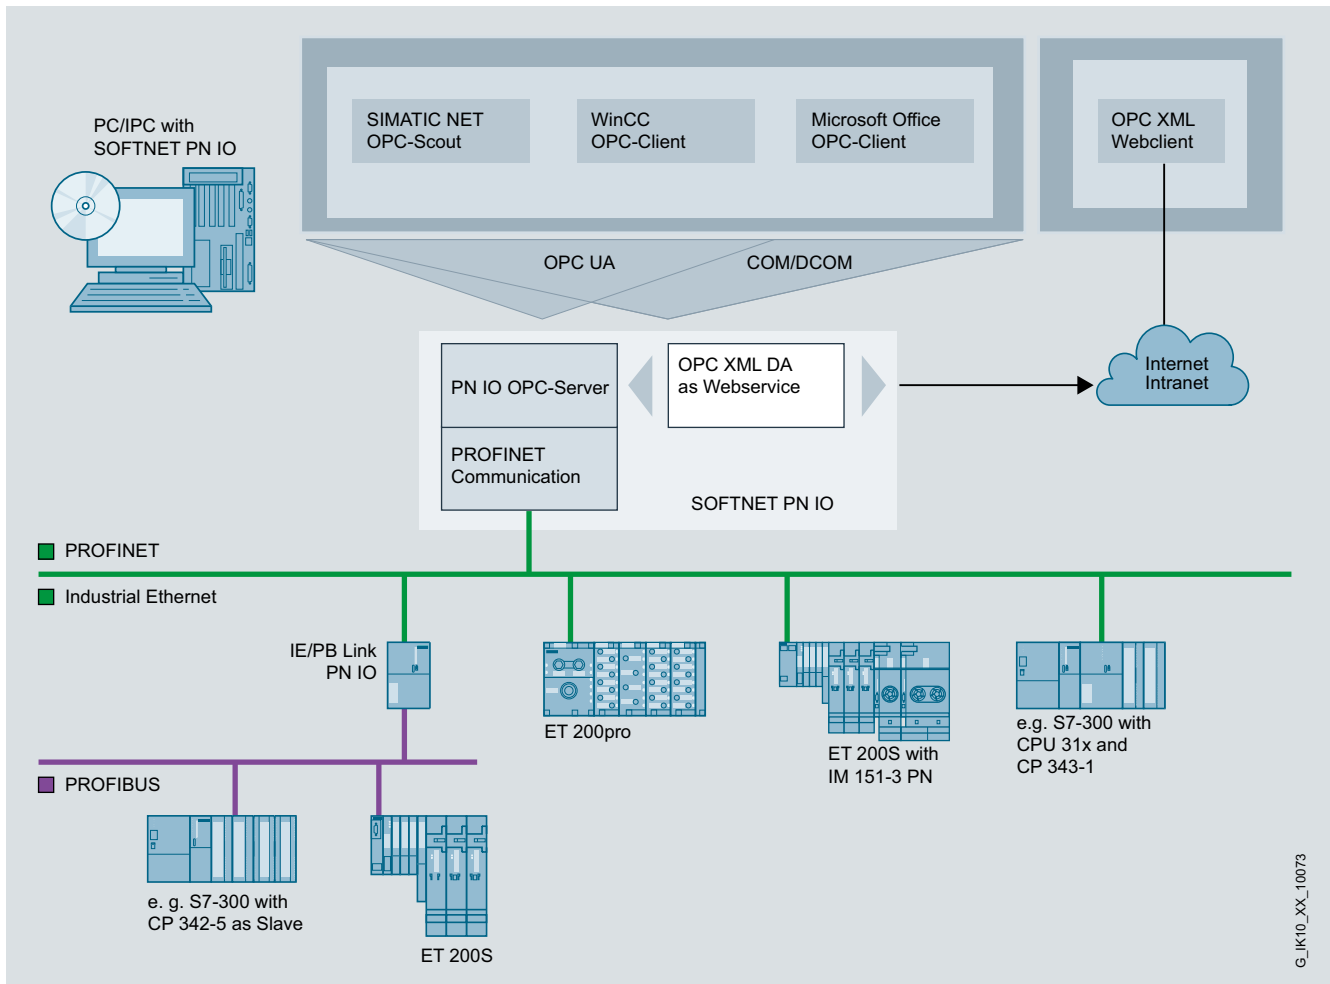 PC/IPC with
SOFTNET PN IO
SIMATIC NET
OPC-Scout
WinCC
OPC-Client
Microsoft Office
OPC-Client
OPC XML
Webclient
OPC UA
COM/DCOM
PN IO OPC-Server
OPC XML DA
as Webservice
Internet
Intranet
PROFINET
Communication
SOFTNET PN IO
PROFINET
Industrial Ethernet
IE/PB Link
PN IO
ET 200pro
ET 200S with
IM 151-3 PN
e.g. S7-300 with
CPU 31x and
CP 343-1
PROFIBUS
e. g. S7-300 with
CP 342-5 as Slave
ET 200S
G_IK10_XX_10073